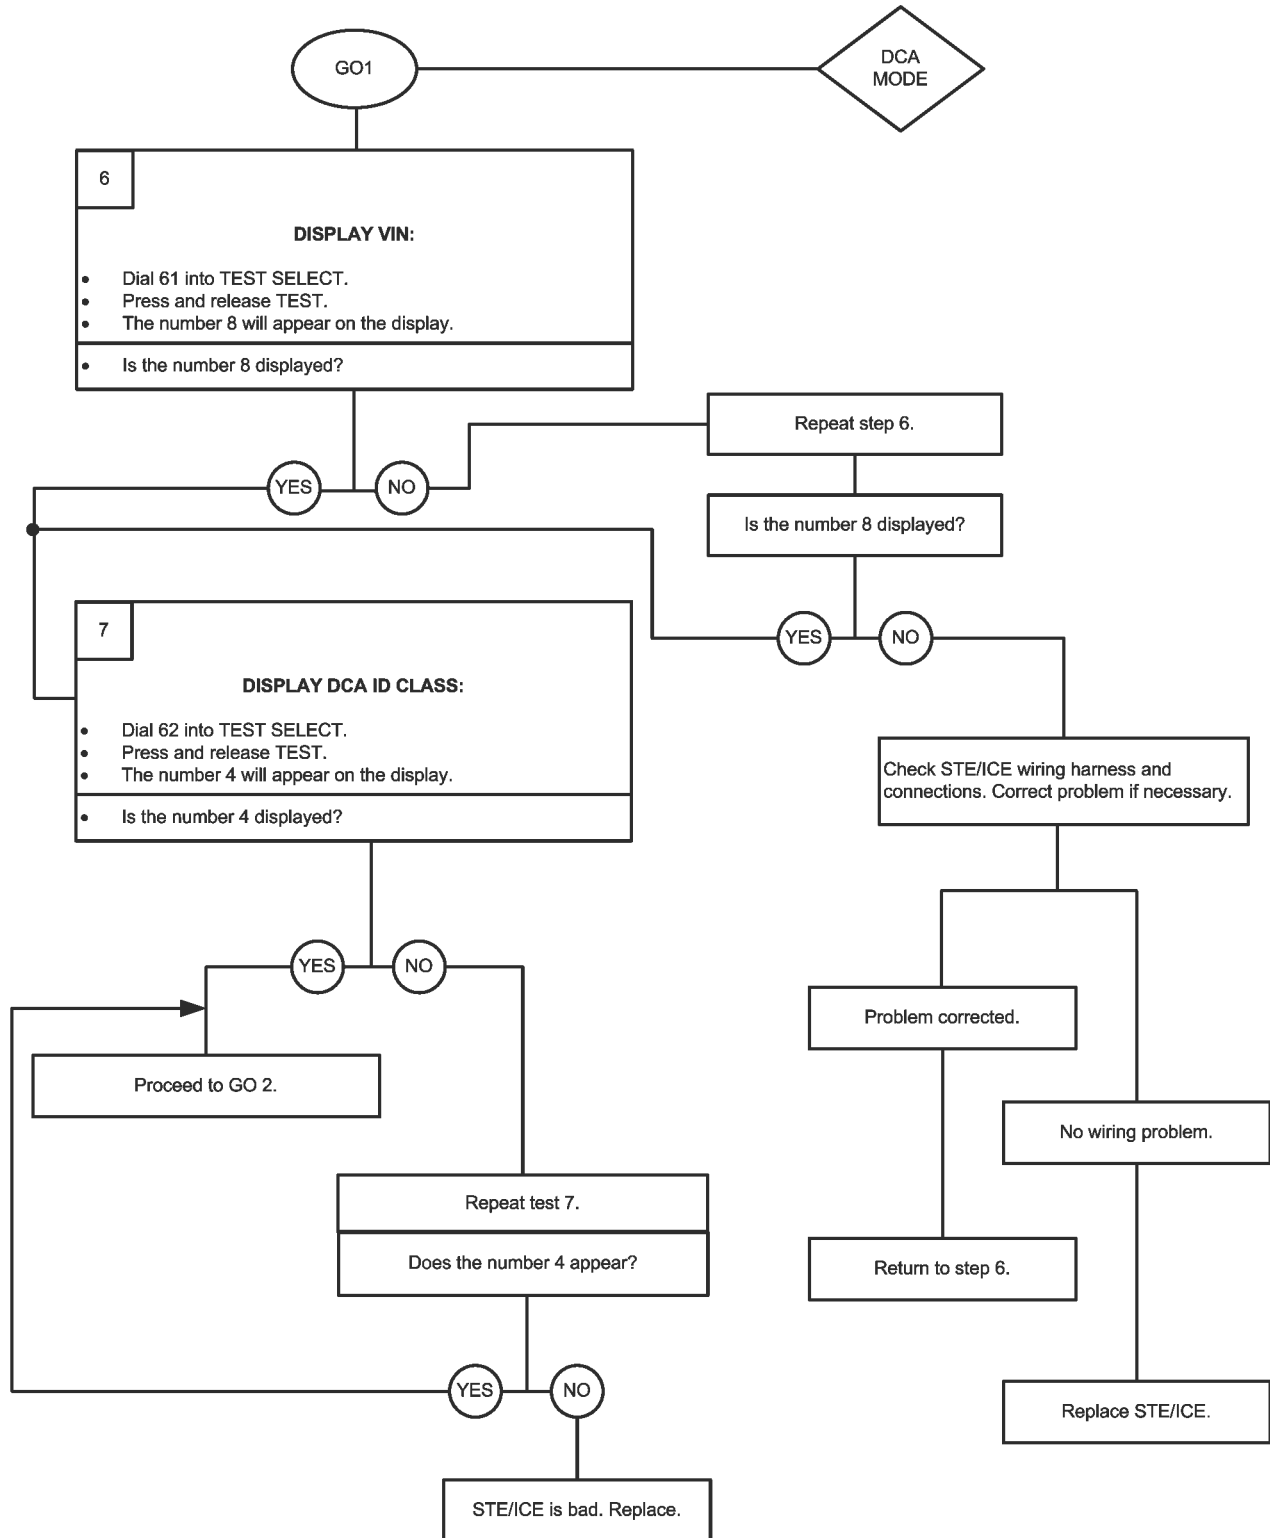 GO1
DCA
MODE
6
DISPLAY VIN:
• Dial 61 into TEST SELECT.
• Press and release TEST.
• The number 8 will appear on the display.
• Is the number 8 displayed?
YES
NO
Repeat step 6.
Is the number 8 displayed?
YES
NO
7
DISPLAY DCA ID CLASS:
• Dial 62 into TEST SELECT.
• Press and release TEST.
• The number 4 will appear on the display.
• Is the number 4 displayed?
Check STE/ICE wiring harness and
connections. Correct problem if necessary.
YES
NO
Problem corrected.
Proceed to GO 2.
No wiring problem.
Repeat test 7.
Does the number 4 appear?
Return to step 6.
YES
NO
Replace STE/ICE.
STE/ICE is bad. Replace.